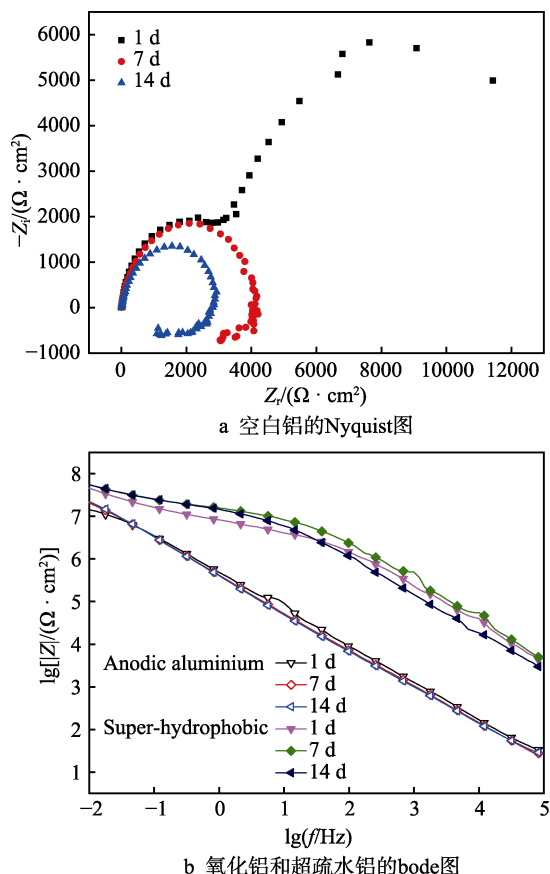 6000
5000
4000
3000
2000
1000
0
−1000
−Zi/(Ω · cm²)
1 d
7 d
14 d
0 2000 4000 6000 8000 10000 12000
Zr/(Ω · cm²)
a 空白铝的Nyquist图
8
7
6
5
4
3
2
1
lg[|Z|/(Ω · cm²)]
Anodic aluminium
1 d
7 d
14 d
Super-hydrophobic
1 d
7 d
14 d
−2 −1 0 1 2 3 4 5
lg(f/Hz)
b 氧化铝和超疏水铝的bode图